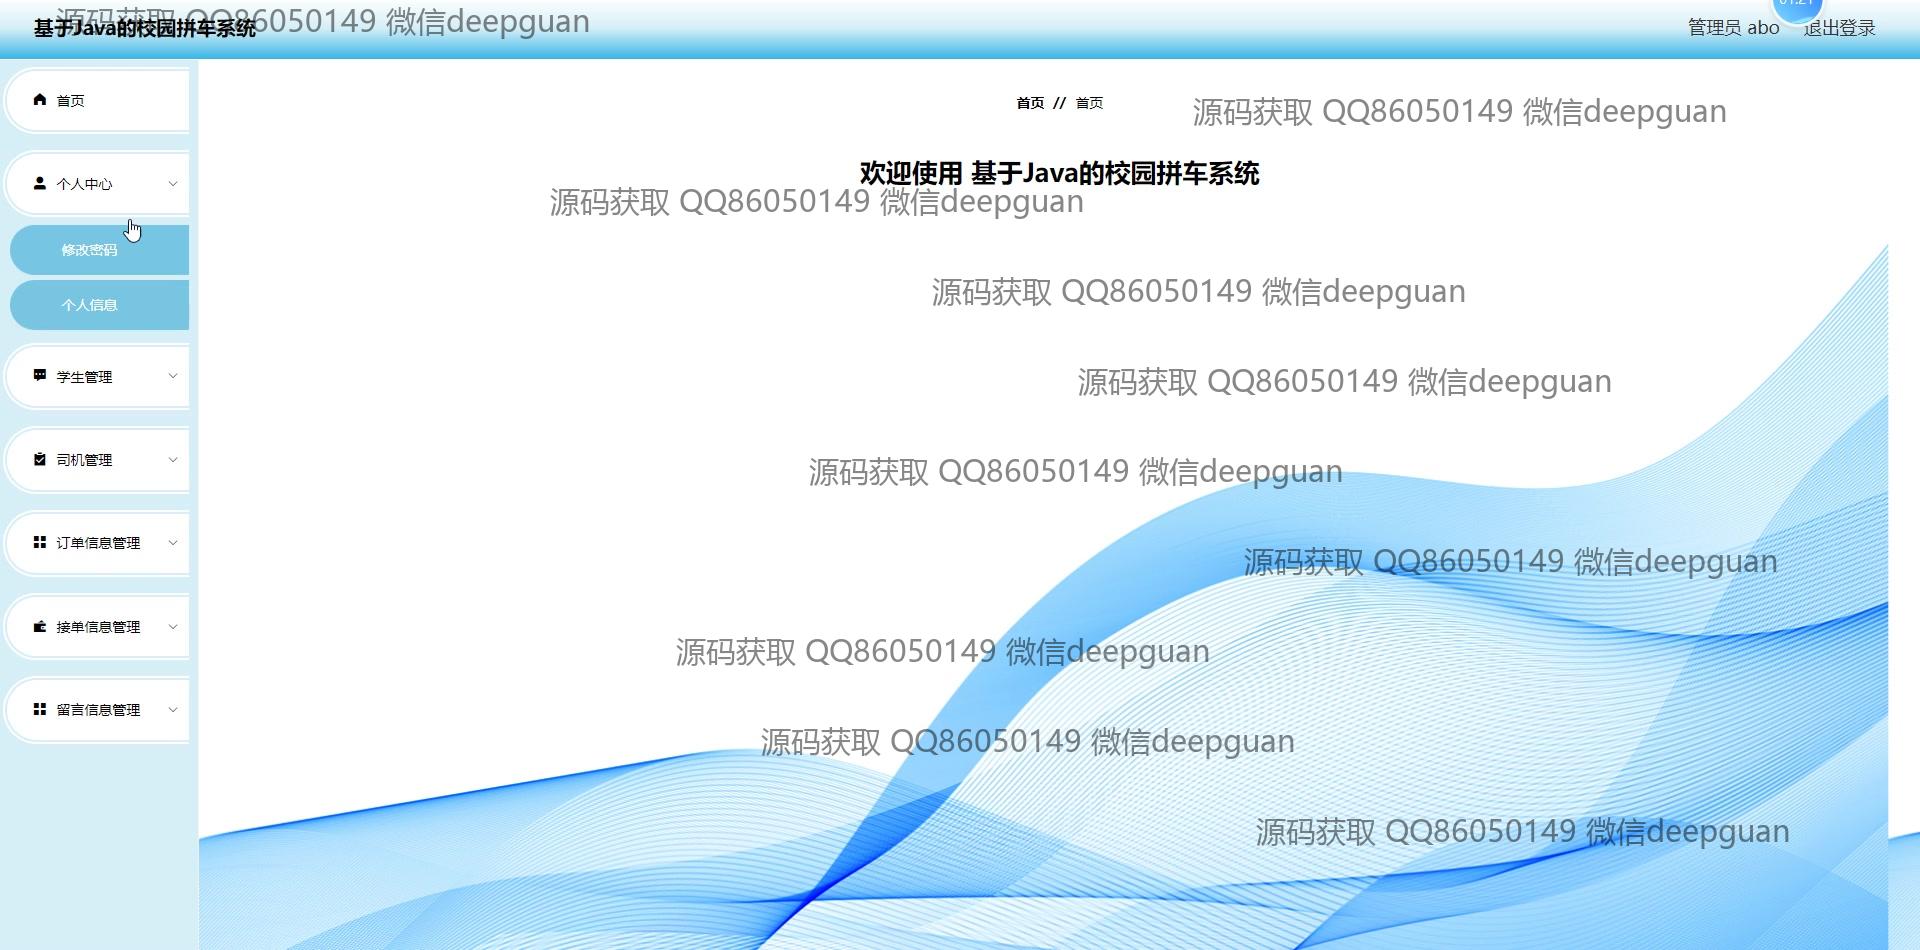 基于Java的校园拼车系统
源码获取 QQ86050149 微信deepguan
01:21
管理员 abo
退出登录
首页
个人中心
修改密码
个人信息
学生管理
司机管理
订单信息管理
接单信息管理
留言信息管理
首页 // 首页
源码获取 QQ86050149 微信deepguan
欢迎使用 基于Java的校园拼车系统
源码获取 QQ86050149 微信deepguan
源码获取 QQ86050149 微信deepguan
源码获取 QQ86050149 微信deepguan
源码获取 QQ86050149 微信deepguan
源码获取 QQ86050149 微信deepguan
源码获取 QQ86050149 微信deepguan
源码获取 QQ86050149 微信deepguan
源码获取 QQ86050149 微信deepguan